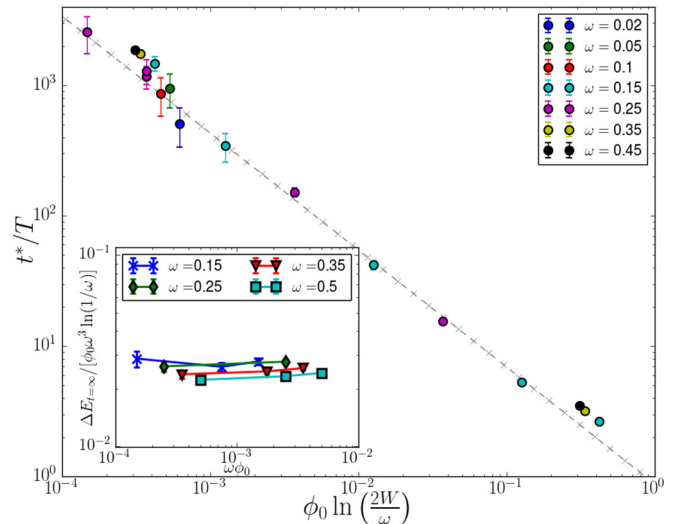 10³
10²
10¹
10⁰
t*/T
ω = 0.02
ω = 0.05
ω = 0.1
ω = 0.15
ω = 0.25
ω = 0.35
ω = 0.45
10⁻¹
10⁻²
ΔE_{t=∞}/[ϕ₀ω³ ln(1/ω)]
ω =0.15
ω =0.25
ω =0.35
ω =0.5
10⁻⁴ 10⁻³ 10⁻²
ωϕ₀
10⁻⁴ 10⁻³ 10⁻² 10⁻¹ 10⁰
ϕ₀ ln (2W/ω)